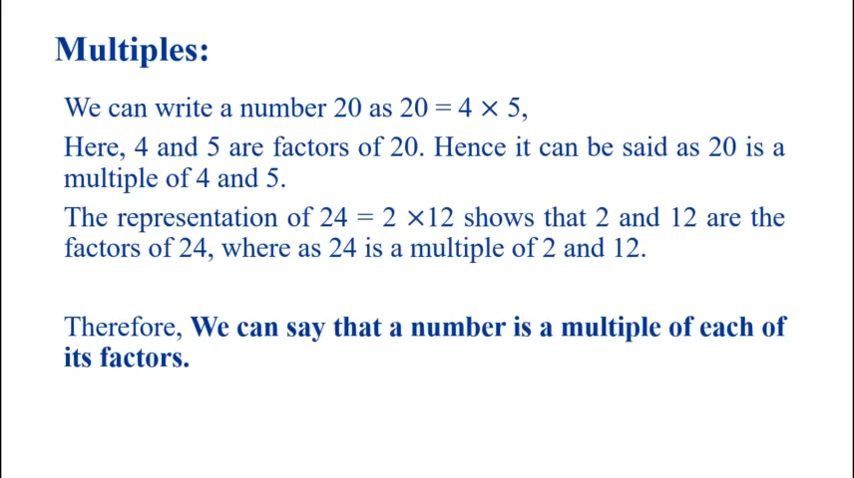 Multiples:
We can write a number 20 as 20 = 4 × 5,
Here, 4 and 5 are factors of 20. Hence it can be said as 20 is a
multiple of 4 and 5.
The representation of 24 = 2 ×12 shows that 2 and 12 are the
factors of 24, where as 24 is a multiple of 2 and 12.
Therefore, We can say that a number is a multiple of each of
its factors.